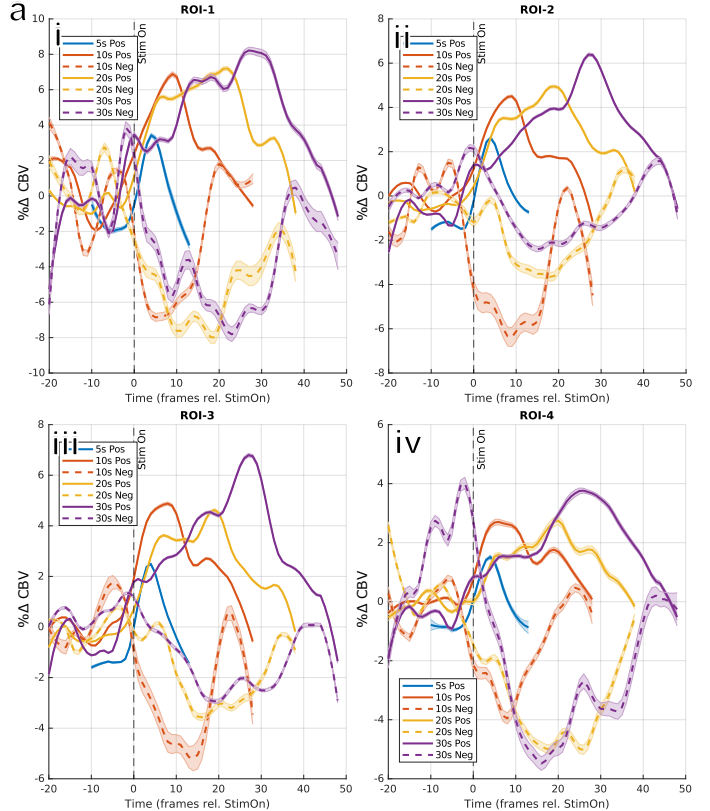 a
ROI-1
i
Stim On
5s Pos
10s Pos
10s Neg
20s Pos
20s Neg
30s Pos
30s Neg
%Δ CBV
10
8
6
4
2
0
-2
-4
-6
-8
-10
-20 -10 0 10 20 30 40 50
Time (frames rel. StimOn)
ROI-2
ii
Stim On
5s Pos
10s Pos
10s Neg
20s Pos
20s Neg
30s Pos
30s Neg
%Δ CBV
8
6
4
2
0
-2
-4
-6
-8
-20 -10 0 10 20 30 40 50
Time (frames rel. StimOn)
ROI-3
iii
Stim On
5s Pos
10s Pos
10s Neg
20s Pos
20s Neg
30s Pos
30s Neg
%Δ CBV
8
6
4
2
0
-2
-4
-6
-20 -10 0 10 20 30 40 50
Time (frames rel. StimOn)
ROI-4
iv
Stim On
5s Pos
10s Pos
10s Neg
20s Pos
20s Neg
30s Pos
30s Neg
%Δ CBV
6
4
2
0
-2
-4
-6
-20 -10 0 10 20 30 40 50
Time (frames rel. StimOn)